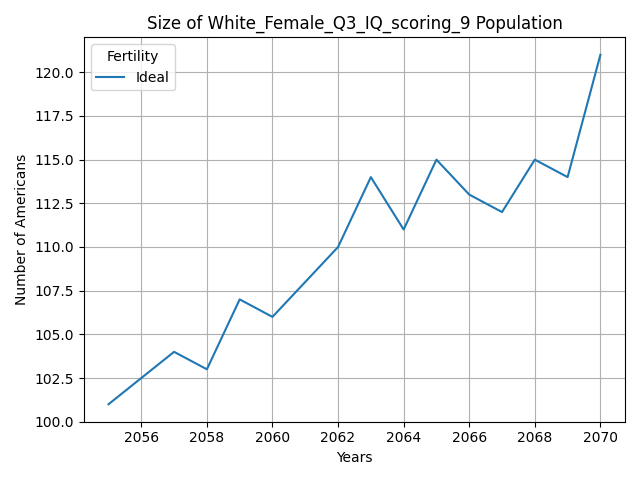 Size of White_Female_Q3_IQ_scoring_9 Population
Fertility
Ideal
Number of Americans
120.0
117.5
115.0
112.5
110.0
107.5
105.0
102.5
100.0
2056 2058 2060 2062 2064 2066 2068 2070
Years